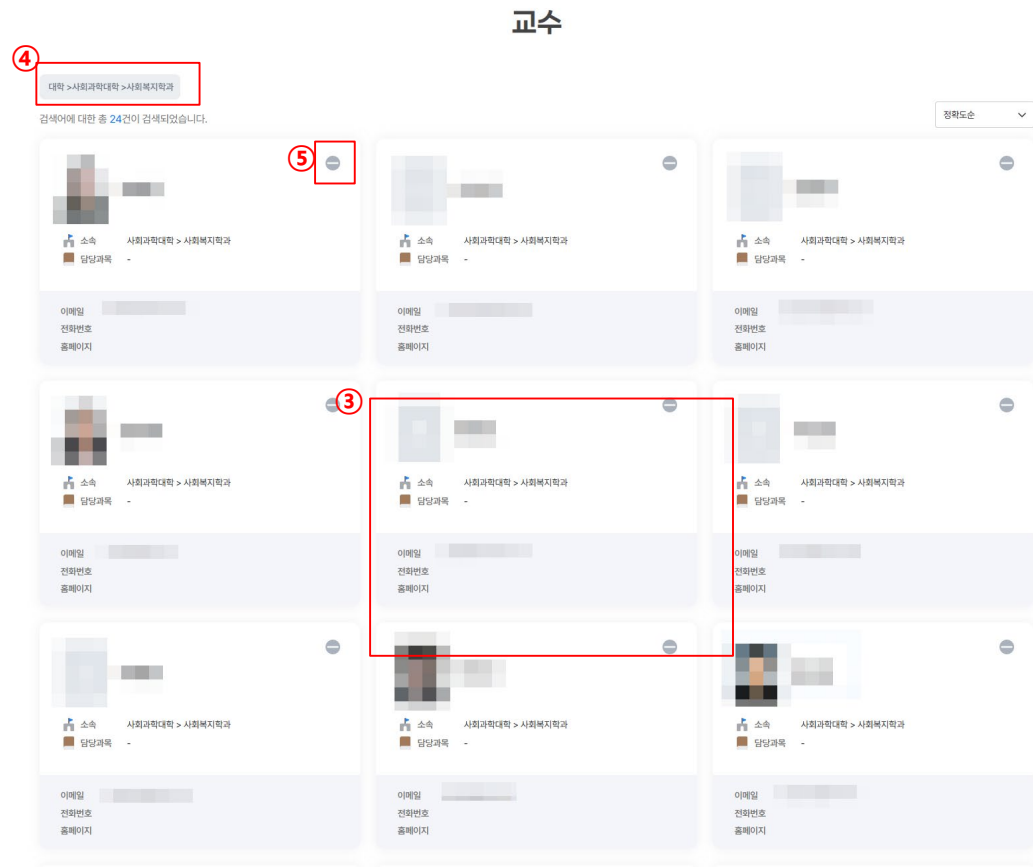 교수
④
대학 >사회과학대학 >사회복지학과
검색어에 대한 총 24건이 검색되었습니다.
정확도순
⑤
소속 사회과학대학 > 사회복지학과
담당과목 -
이메일
전화번호
홈페이지
소속 사회과학대학 > 사회복지학과
담당과목 -
이메일
전화번호
홈페이지
소속 사회과학대학 > 사회복지학과
담당과목 -
이메일
전화번호
홈페이지
소속 사회과학대학 > 사회복지학과
담당과목 -
이메일
전화번호
홈페이지
③
소속 사회과학대학 > 사회복지학과
담당과목 -
이메일
전화번호
홈페이지
소속 사회과학대학 > 사회복지학과
담당과목 -
이메일
전화번호
홈페이지
소속 사회과학대학 > 사회복지학과
담당과목 -
이메일
전화번호
홈페이지
소속 사회과학대학 > 사회복지학과
담당과목 -
이메일
전화번호
홈페이지
소속 사회과학대학 > 사회복지학과
담당과목 -
이메일
전화번호
홈페이지